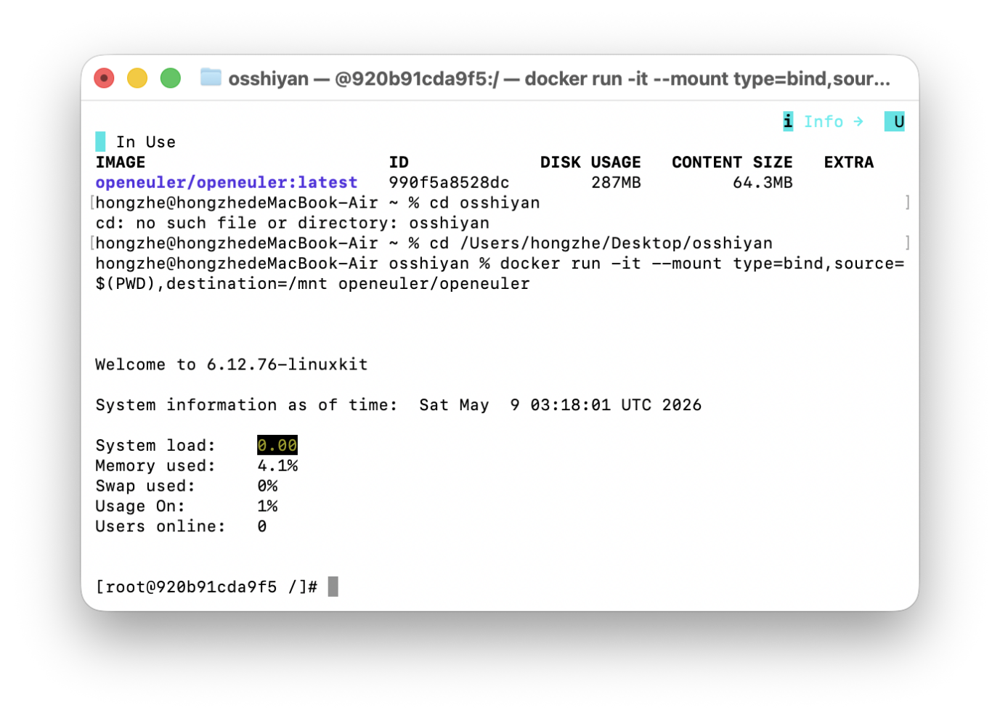 osshiyan — @920b91cda9f5:/ — docker run -it --mount type=bind,sour...
i Info → U
In Use
IMAGE ID DISK USAGE CONTENT SIZE EXTRA
openeuler/openeuler:latest 990f5a8528dc 287MB 64.3MB
[hongzhe@hongzhedeMacBook-Air ~ % cd osshiyan ]
cd: no such file or directory: osshiyan
[hongzhe@hongzhedeMacBook-Air ~ % cd /Users/hongzhe/Desktop/osshiyan ]
hongzhe@hongzhedeMacBook-Air osshiyan % docker run -it --mount type=bind,source=
$(PWD),destination=/mnt openeuler/openeuler
Welcome to 6.12.76-linuxkit
System information as of time:  Sat May  9 03:18:01 UTC 2026
System load: 0.00
Memory used: 4.1%
Swap used: 0%
Usage On: 1%
Users online: 0
[root@920b91cda9f5 /]#